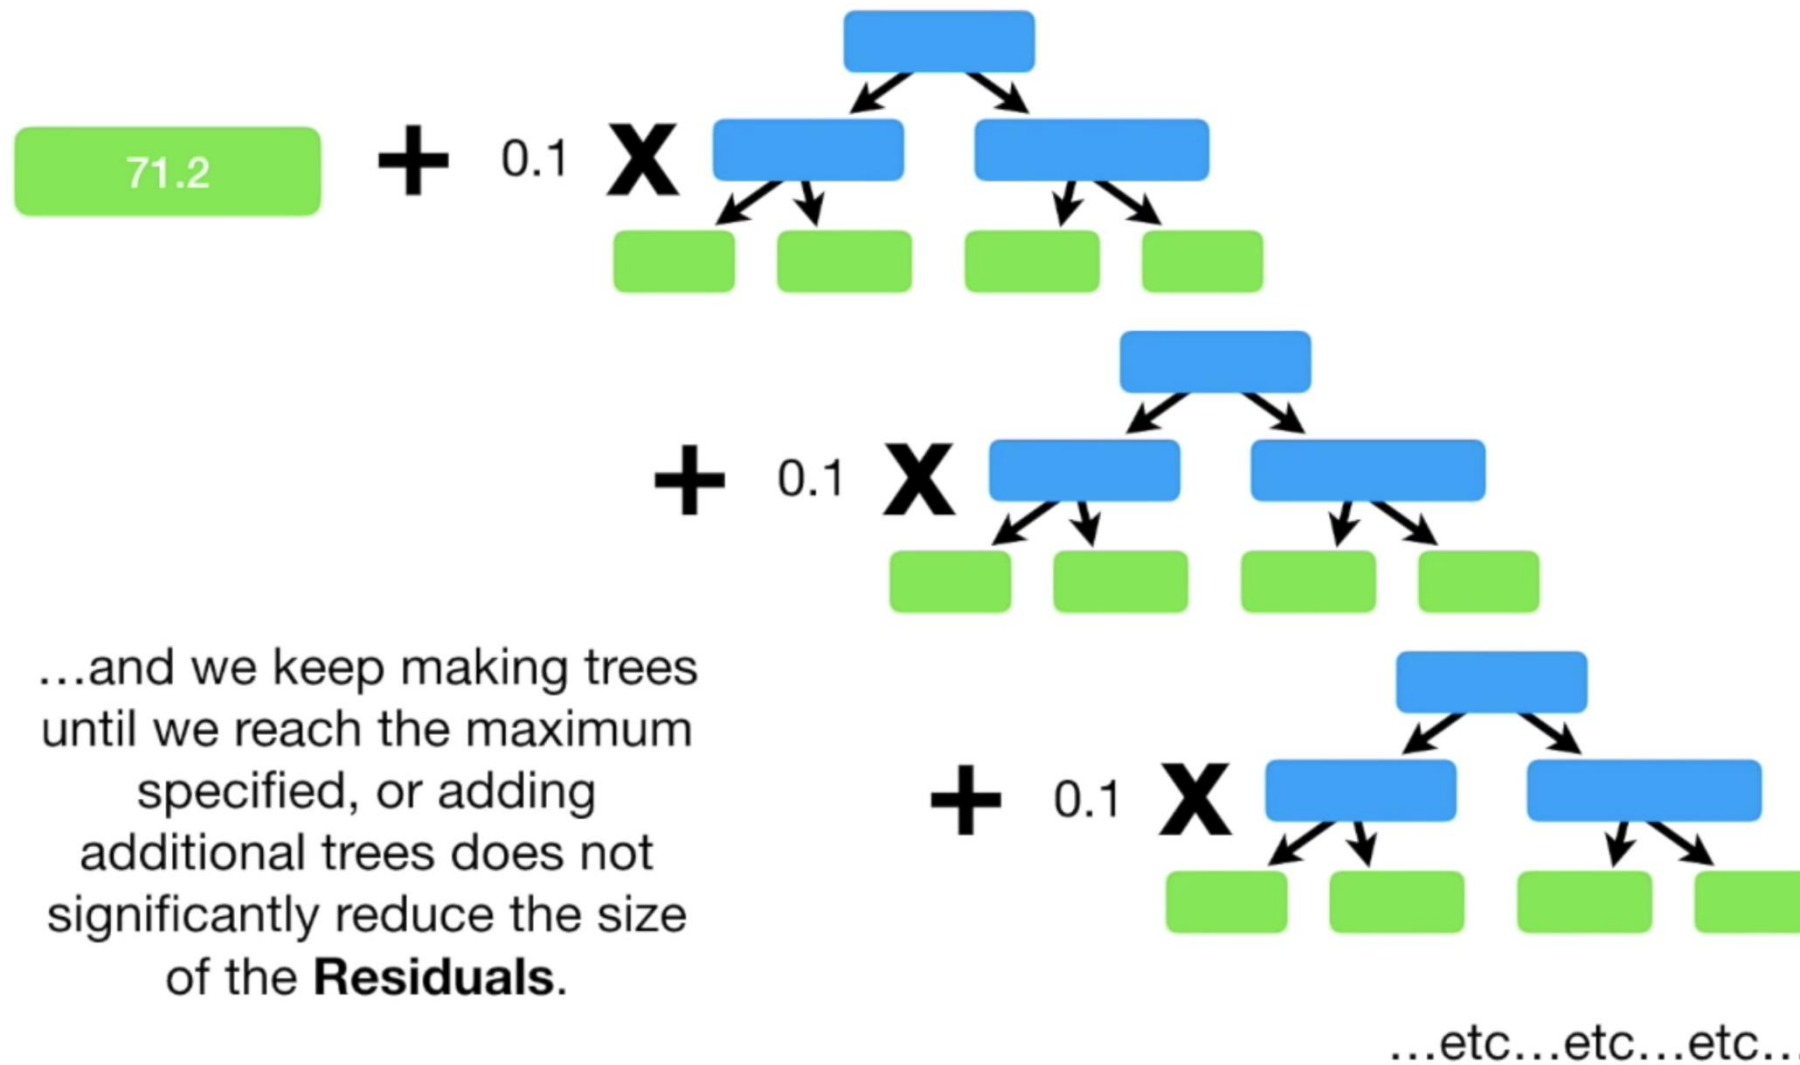 71.2
+ 0.1 X
+ 0.1 X
+ 0.1 X
...and we keep making trees
until we reach the maximum
specified, or adding
additional trees does not
significantly reduce the size
of the Residuals.
...etc...etc...etc...